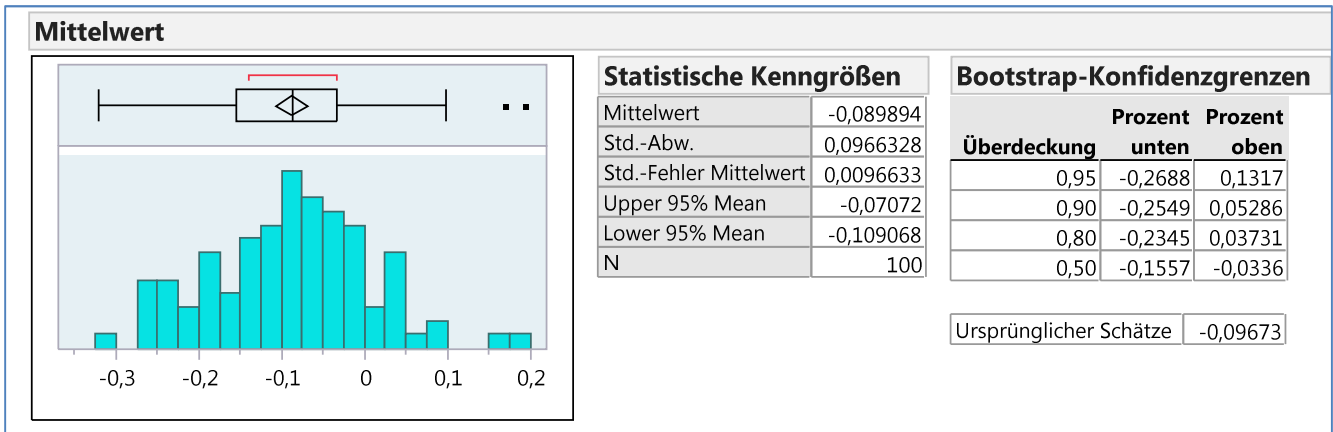 Mittelwert
-0,3 -0,2 -0,1 0 0,1 0,2
Statistische Kenngrößen
Mittelwert -0,089894
Std.-Abw. 0,0966328
Std.-Fehler Mittelwert 0,0096633
Upper 95% Mean -0,07072
Lower 95% Mean -0,109068
N 100
Bootstrap-Konfidenzgrenzen
Prozent Prozent
Überdeckung unten oben
0,95 -0,2688 0,1317
0,90 -0,2549 0,05286
0,80 -0,2345 0,03731
0,50 -0,1557 -0,0336
Ursprünglicher Schätze -0,09673